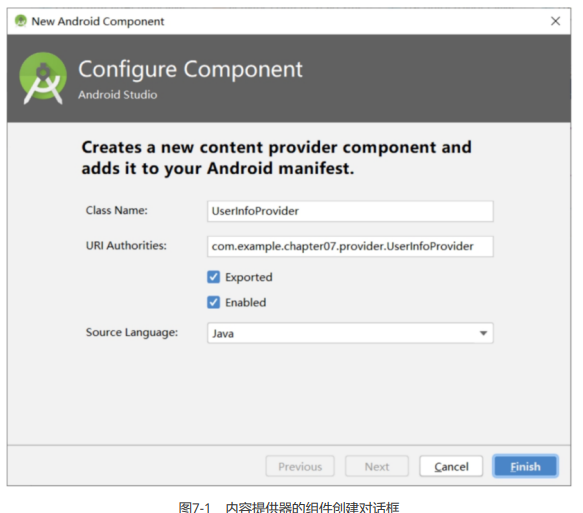 New Android Component
Configure Component
Android Studio
Creates a new content provider component and
adds it to your Android manifest.
Class Name:
UserInfoProvider
URI Authorities:
com.example.chapter07.provider.UserInfoProvider
Exported
Enabled
Source Language:
Java
Previous
Next
Cancel
Finish
图7-1 内容提供器的组件创建对话框